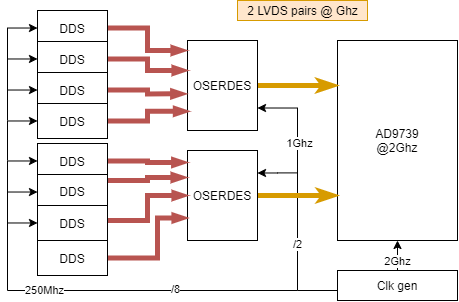 2 LVDS pairs @ Ghz
DDS
DDS
DDS
DDS
OSERDES
AD9739
@2Ghz
1Ghz
DDS
DDS
DDS
DDS
OSERDES
/2
2Ghz
250Mhz
/8
Clk gen